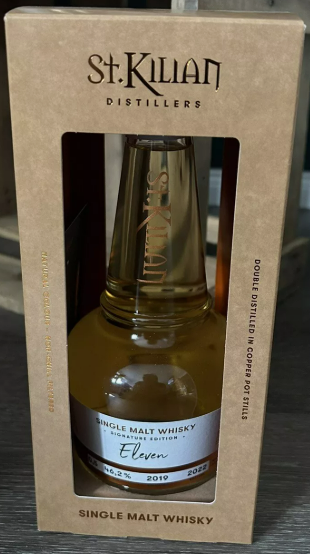 St.Kilian
DISTILLERS
St.Kilian
DOUBLE DISTILLED IN COPPER POT STILLS
SINGLE MALT WHISKY
SIGNATURE EDITION
Eleven
46,2% 2019 2022
SINGLE MALT WHISKY